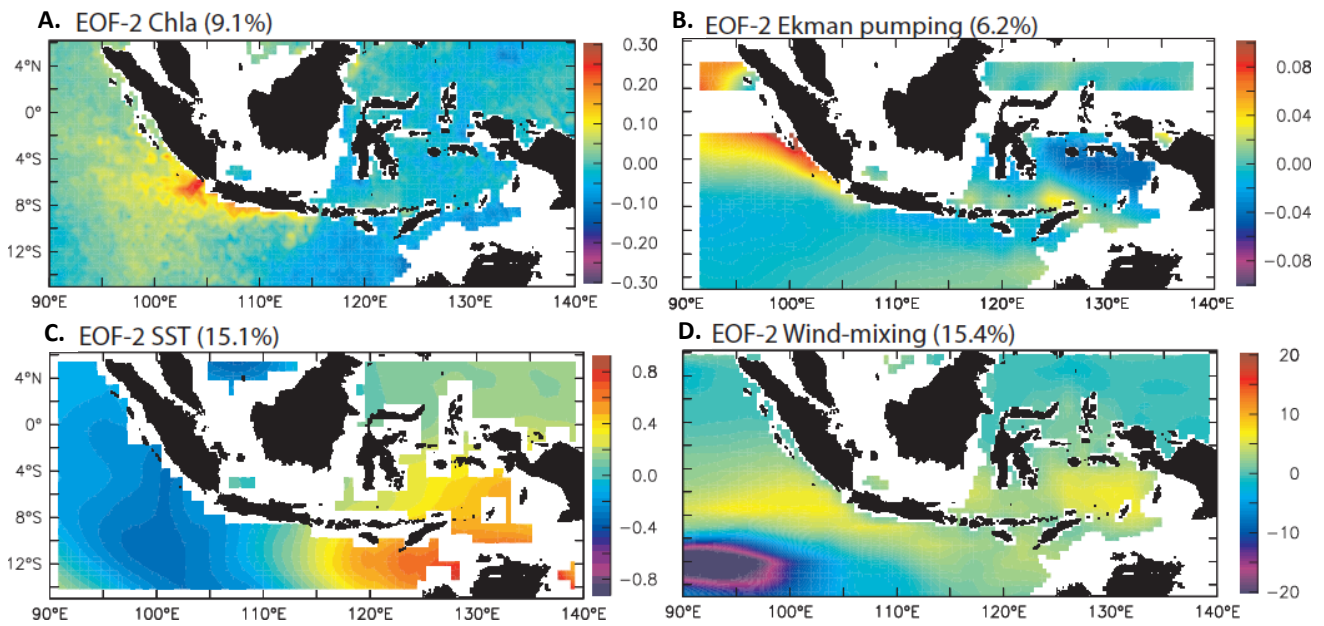 A. EOF-2 Chla (9.1%)
4°N
0°
4°S
8°S
12°S
90°E 100°E 110°E 120°E 130°E 140°E
0.30
0.20
0.10
0.00
−0.10
−0.20
−0.30
B. EOF-2 Ekman pumping (6.2%)
90°E 100°E 110°E 120°E 130°E 140°E
0.08
0.04
0.00
−0.04
−0.08
C. EOF-2 SST (15.1%)
4°N
0°
4°S
8°S
12°S
90°E 100°E 110°E 120°E 130°E 140°E
0.8
0.4
0.0
−0.4
−0.8
D. EOF-2 Wind-mixing (15.4%)
90°E 100°E 110°E 120°E 130°E 140°E
20
10
0
−10
−20